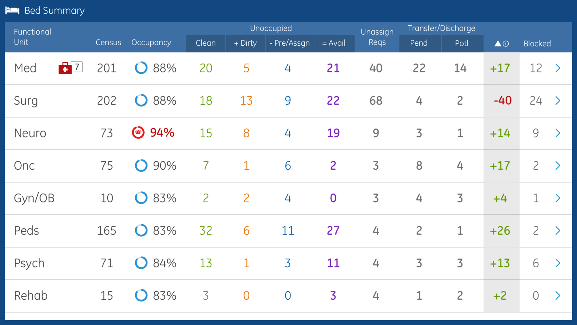 Bed Summary
Functional Unit Census Occupancy Unoccupied Clean + Dirty - Pre/Assgn = Avail Unassign Reqs Transfer/Discharge Pend Potl Blocked
Med 7 201 88% 20 5 4 21 40 22 14 +17 12
Surg 202 88% 18 13 9 22 68 4 2 -40 24
Neuro 73 94% 15 8 4 19 9 3 1 +14 9
Onc 75 90% 7 1 6 2 3 8 4 +17 2
Gyn/OB 10 83% 2 2 4 0 3 4 3 +4 1
Peds 165 83% 32 6 11 27 4 2 1 +26 2
Psych 71 84% 13 1 3 11 4 3 3 +13 6
Rehab 15 83% 3 0 0 3 4 1 2 +2 0